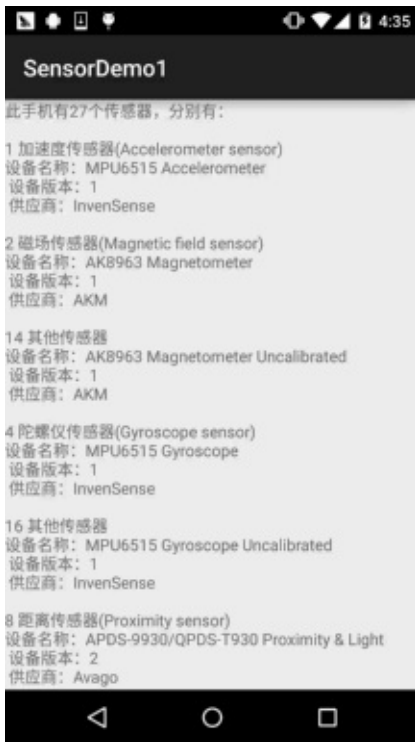 4:35
SensorDemo1
此手机有27个传感器，分别有：
1 加速度传感器(Accelerometer sensor)
设备名称：MPU6515 Accelerometer
设备版本：1
供应商：InvenSense
2 磁场传感器(Magnetic field sensor)
设备名称：AK8963 Magnetometer
设备版本：1
供应商：AKM
14 其他传感器
设备名称：AK8963 Magnetometer Uncalibrated
设备版本：1
供应商：AKM
4 陀螺仪传感器(Gyroscope sensor)
设备名称：MPU6515 Gyroscope
设备版本：1
供应商：InvenSense
16 其他传感器
设备名称：MPU6515 Gyroscope Uncalibrated
设备版本：1
供应商：InvenSense
8 距离传感器(Proximity sensor)
设备名称：APDS-9930/QPDS-T930 Proximity & Light
设备版本：2
供应商：Avago